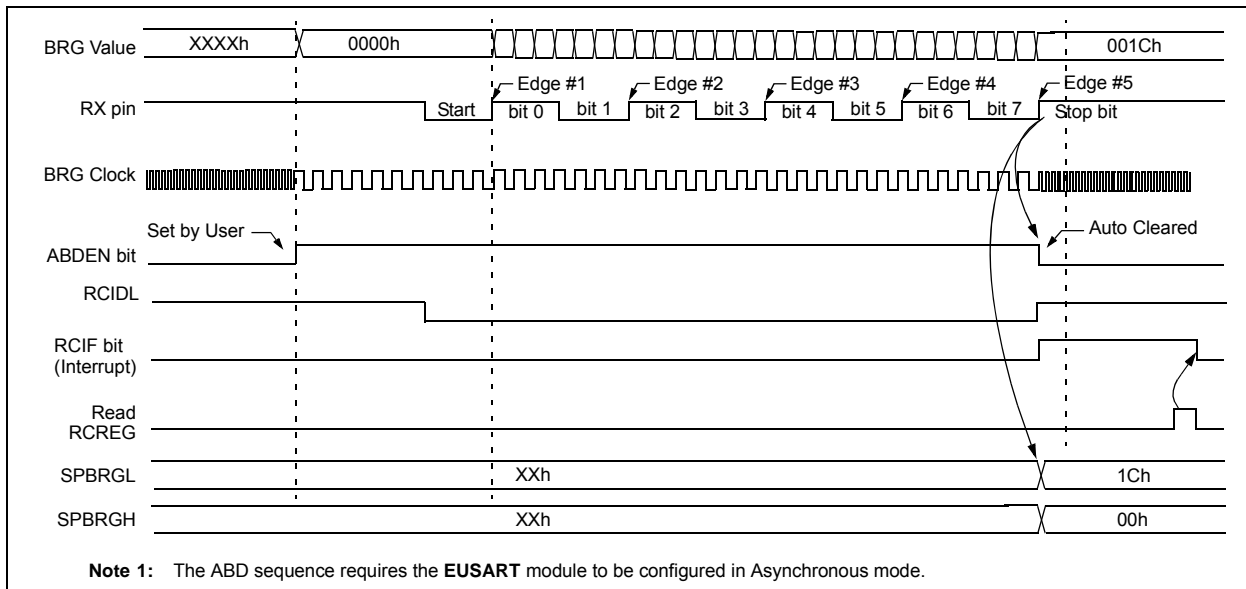 BRG Value XXXXh 0000h 001Ch
Edge #1 Edge #2 Edge #3 Edge #4 Edge #5
RX pin Start bit 0 bit 1 bit 2 bit 3 bit 4 bit 5 bit 6 bit 7 Stop bit
BRG Clock
Set by User Auto Cleared
ABDEN bit
RCIDL
RCIF bit
(Interrupt)
Read
RCREG
SPBRGL XXh 1Ch
SPBRGH XXh 00h
Note 1: The ABD sequence requires the EUSART module to be configured in Asynchronous mode.